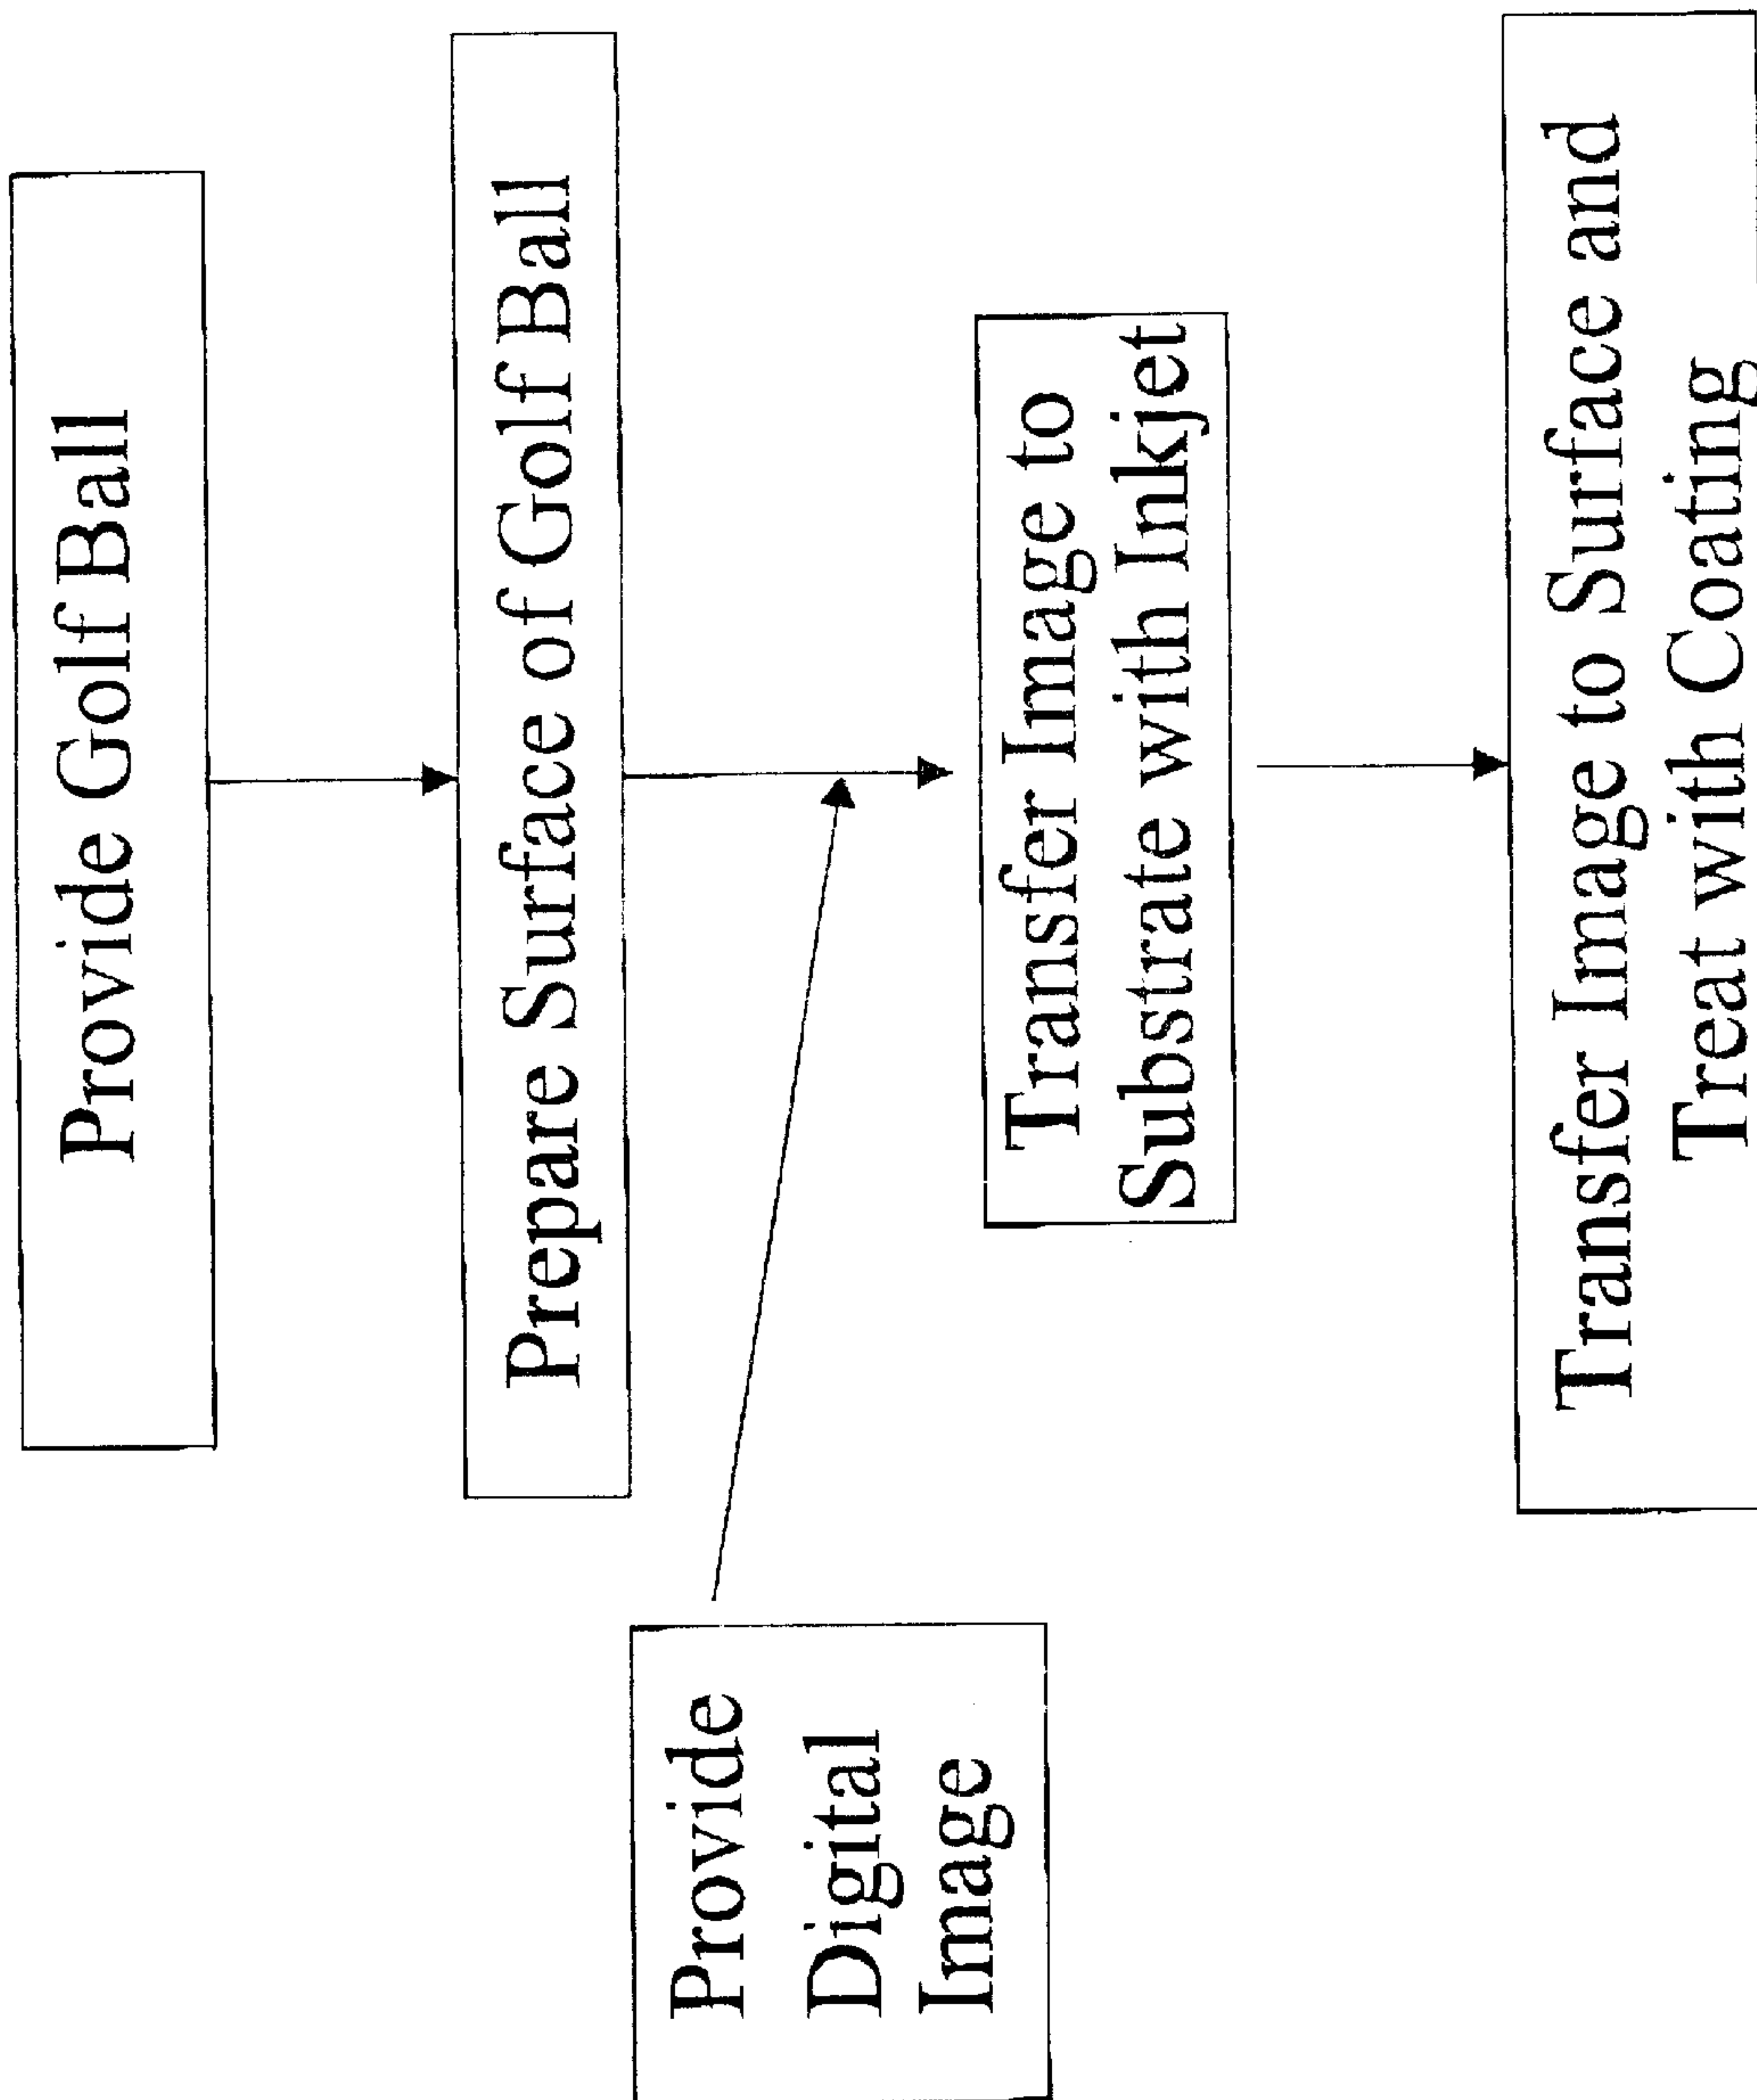 Provide Golf Ball
Prepare Surface of Golf Ball
Provide
Digital
Image
Transfer Image to
Substrate with Inkjet
Transfer Image to Surface and
Treat with Coating